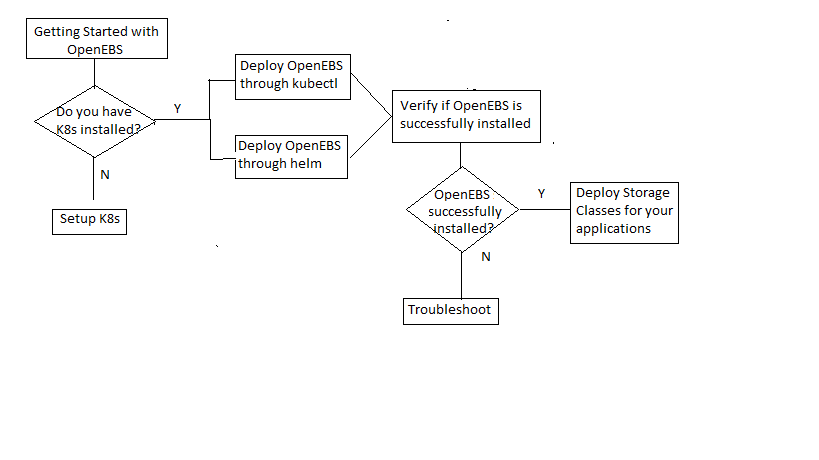 Getting Started with
OpenEBS
Do you have
K8s installed?
Y
N
Setup K8s
Deploy OpenEBS
through kubectl
Deploy OpenEBS
through helm
Verify if OpenEBS is
successfully installed
OpenEBS
successfully
installed?
Y
N
Deploy Storage
Classes for your
applications
Troubleshoot